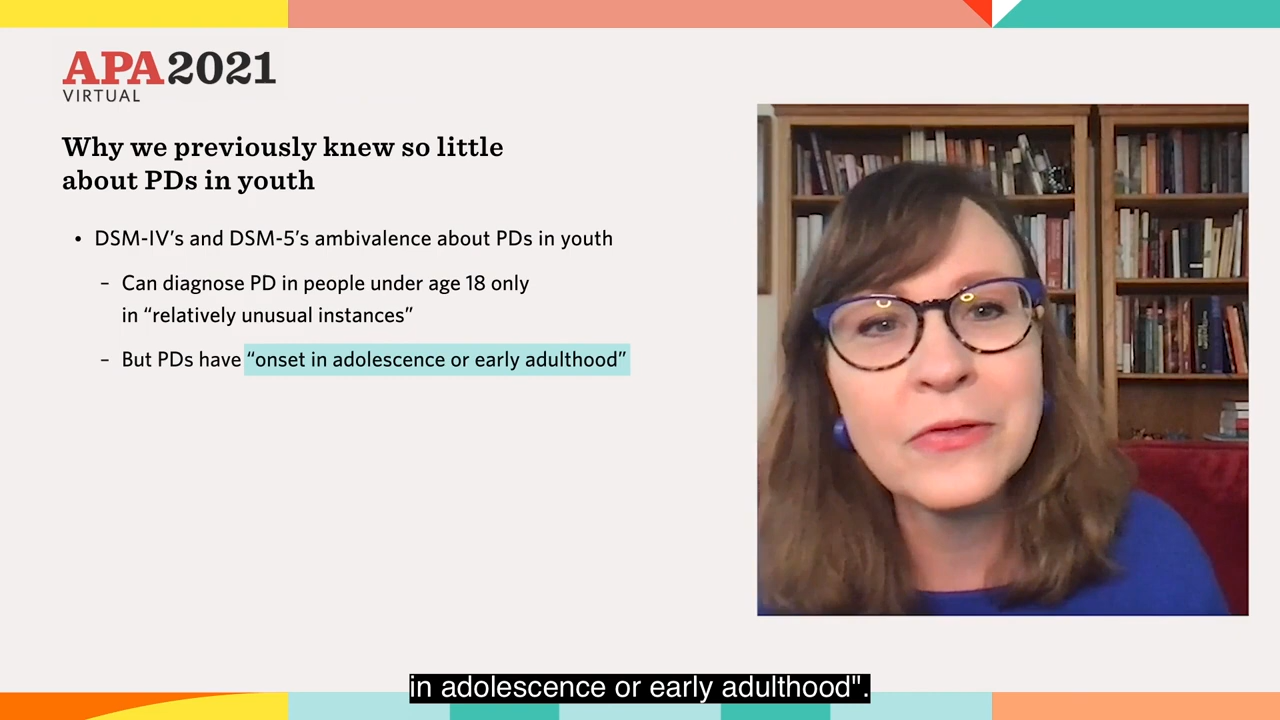 APA2021
VIRTUAL
Why we previously knew so little
about PDs in youth
• DSM-IV’s and DSM-5’s ambivalence about PDs in youth
– Can diagnose PD in people under age 18 only
in “relatively unusual instances”
– But PDs have “onset in adolescence or early adulthood”
in adolescence or early adulthood".